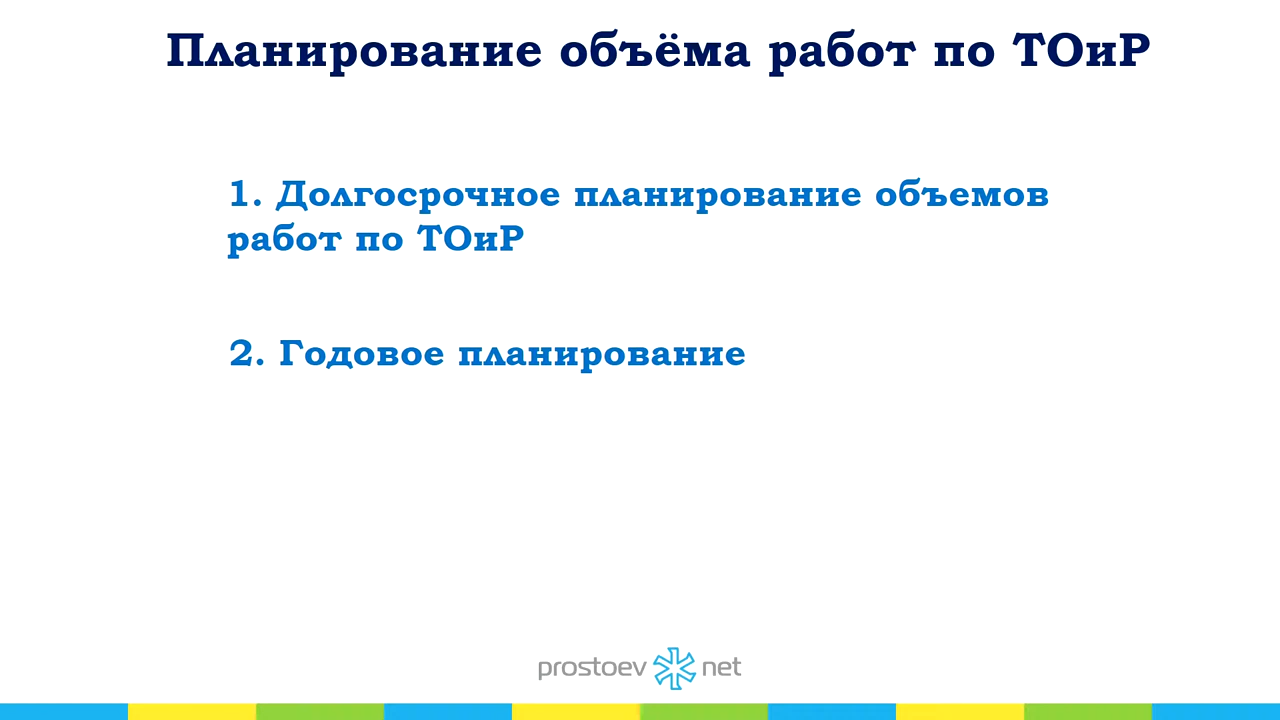 Планирование объёма работ по ТОиР
1. Долгосрочное планирование объемов
работ по ТОиР
2. Годовое планирование
prostoev net